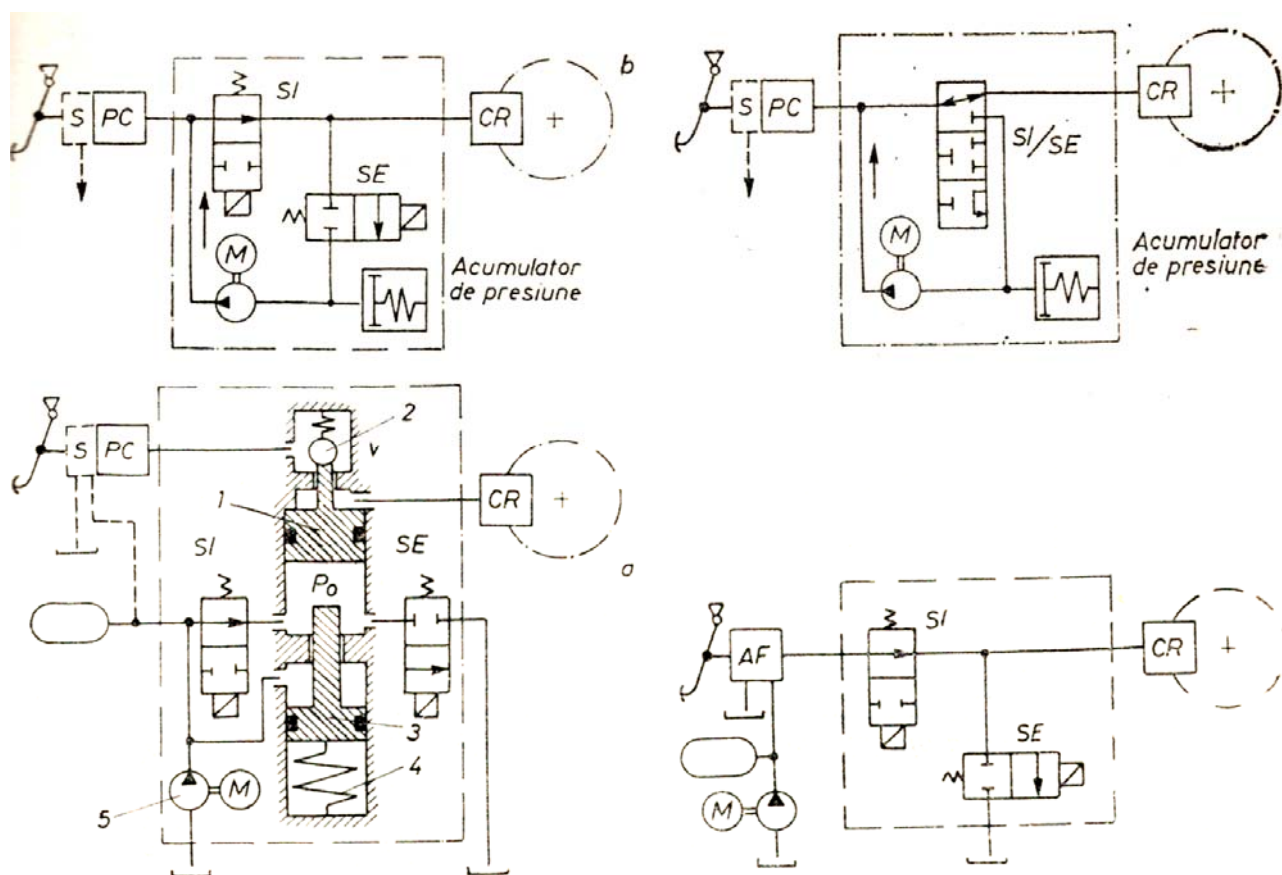 b
S
PC
SI
CR
SE
M
Acumulator
de presiune
S
PC
CR
SI/SE
M
Acumulator
de presiune
2
S
PC
v
1
CR
SI
SE
a
P₀
3
4
5
M
SI
AF
CR
SE
M